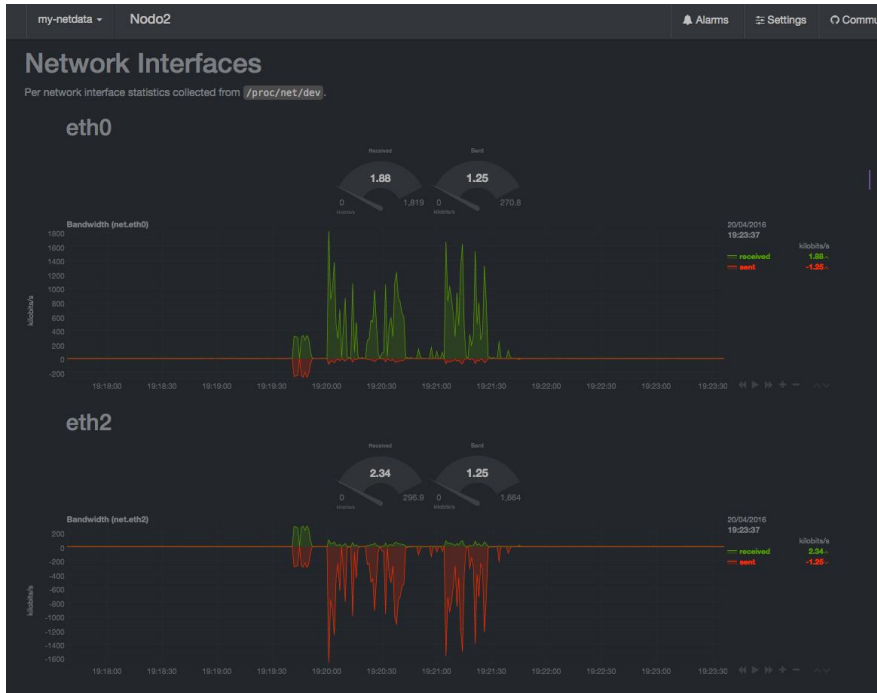 my-netdata Nodo2 Alarms Settings Commu
Network Interfaces
Per network interface statistics collected from /proc/net/dev.
eth0
Received Sent
1.88 1.25
0 1,819 0 270.8
kilobits/s kilobits/s
Bandwidth (net.eth0)
20/04/2016
19:23:37
kilobits/s
received 1.88
sent -1.25
kilobits/s
1800
1600
1400
1200
1000
800
600
400
200
0
-200
19:18:00 19:18:30 19:19:00 19:19:30 19:20:00 19:20:30 19:21:00 19:21:30 19:22:00 19:22:30 19:23:00 19:23:30
eth2
Received Sent
2.34 1.25
0 296.9 0 1,664
kilobits/s kilobits/s
Bandwidth (net.eth2)
20/04/2016
19:23:37
kilobits/s
received 2.34
sent -1.25
kilobits/s
200
0
-200
-400
-600
-800
-1000
-1200
-1400
-1600
19:18:00 19:18:30 19:19:00 19:19:30 19:20:00 19:20:30 19:21:00 19:21:30 19:22:00 19:22:30 19:23:00 19:23:30